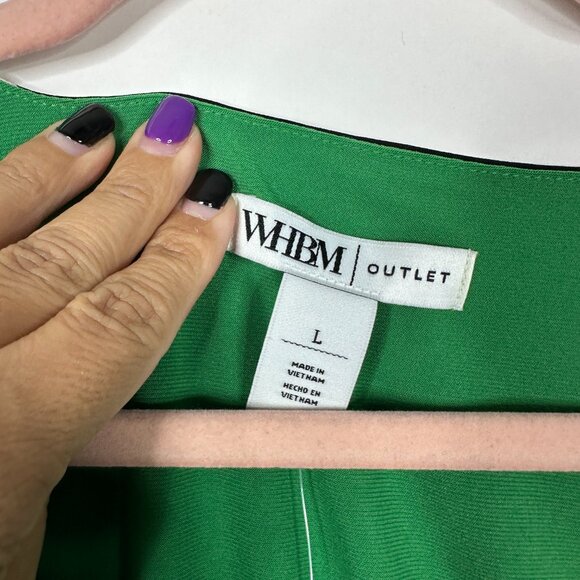 WHBM | OUTLET
L
MADE IN
VIETNAM
HECHO EN
VIETNAM